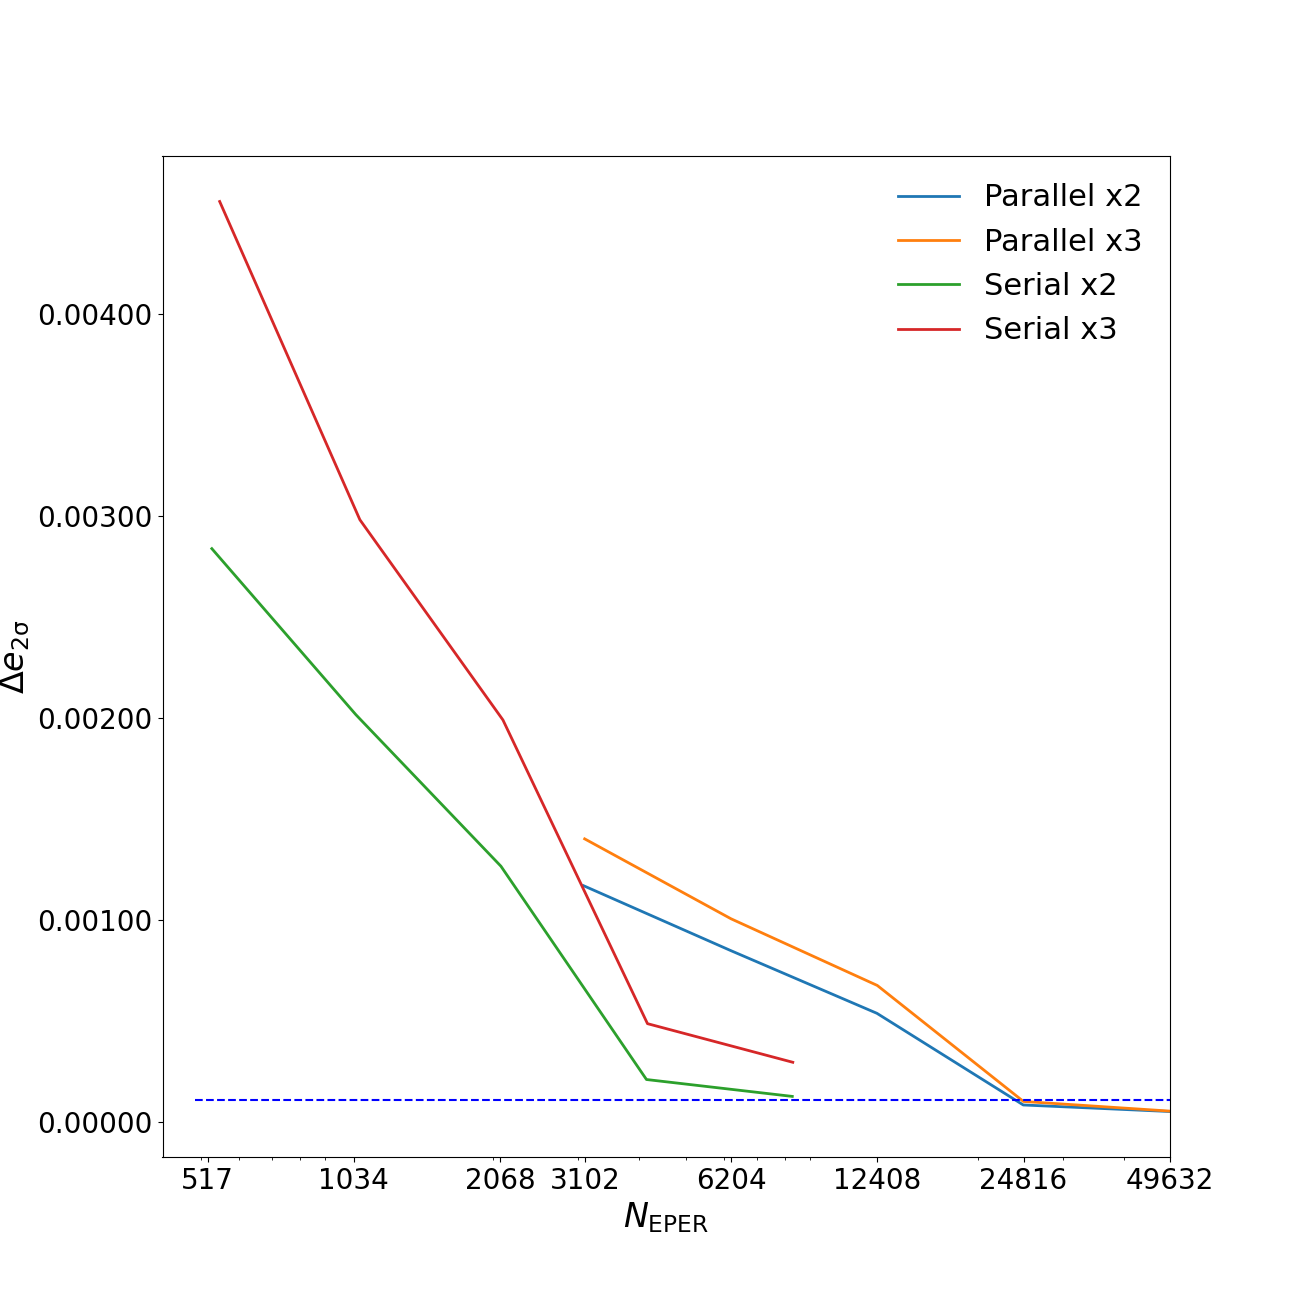 Parallel x2
Parallel x3
Serial x2
Serial x3
0.00400
0.00300
0.00200
0.00100
0.00000
Δe2σ
517 1034 2068 3102 6204 12408 24816 49632
NEPER